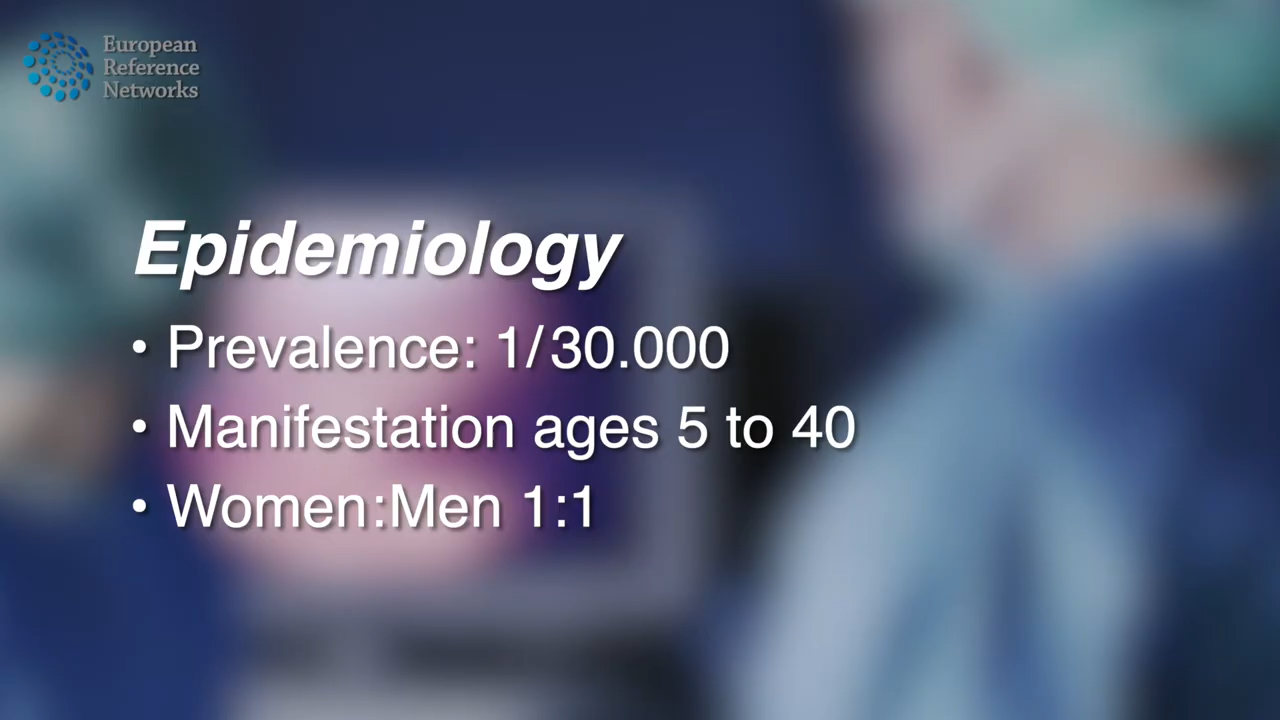 European
Reference
Networks
Epidemiology
• Prevalence: 1/30.000
• Manifestation ages 5 to 40
• Women:Men 1:1